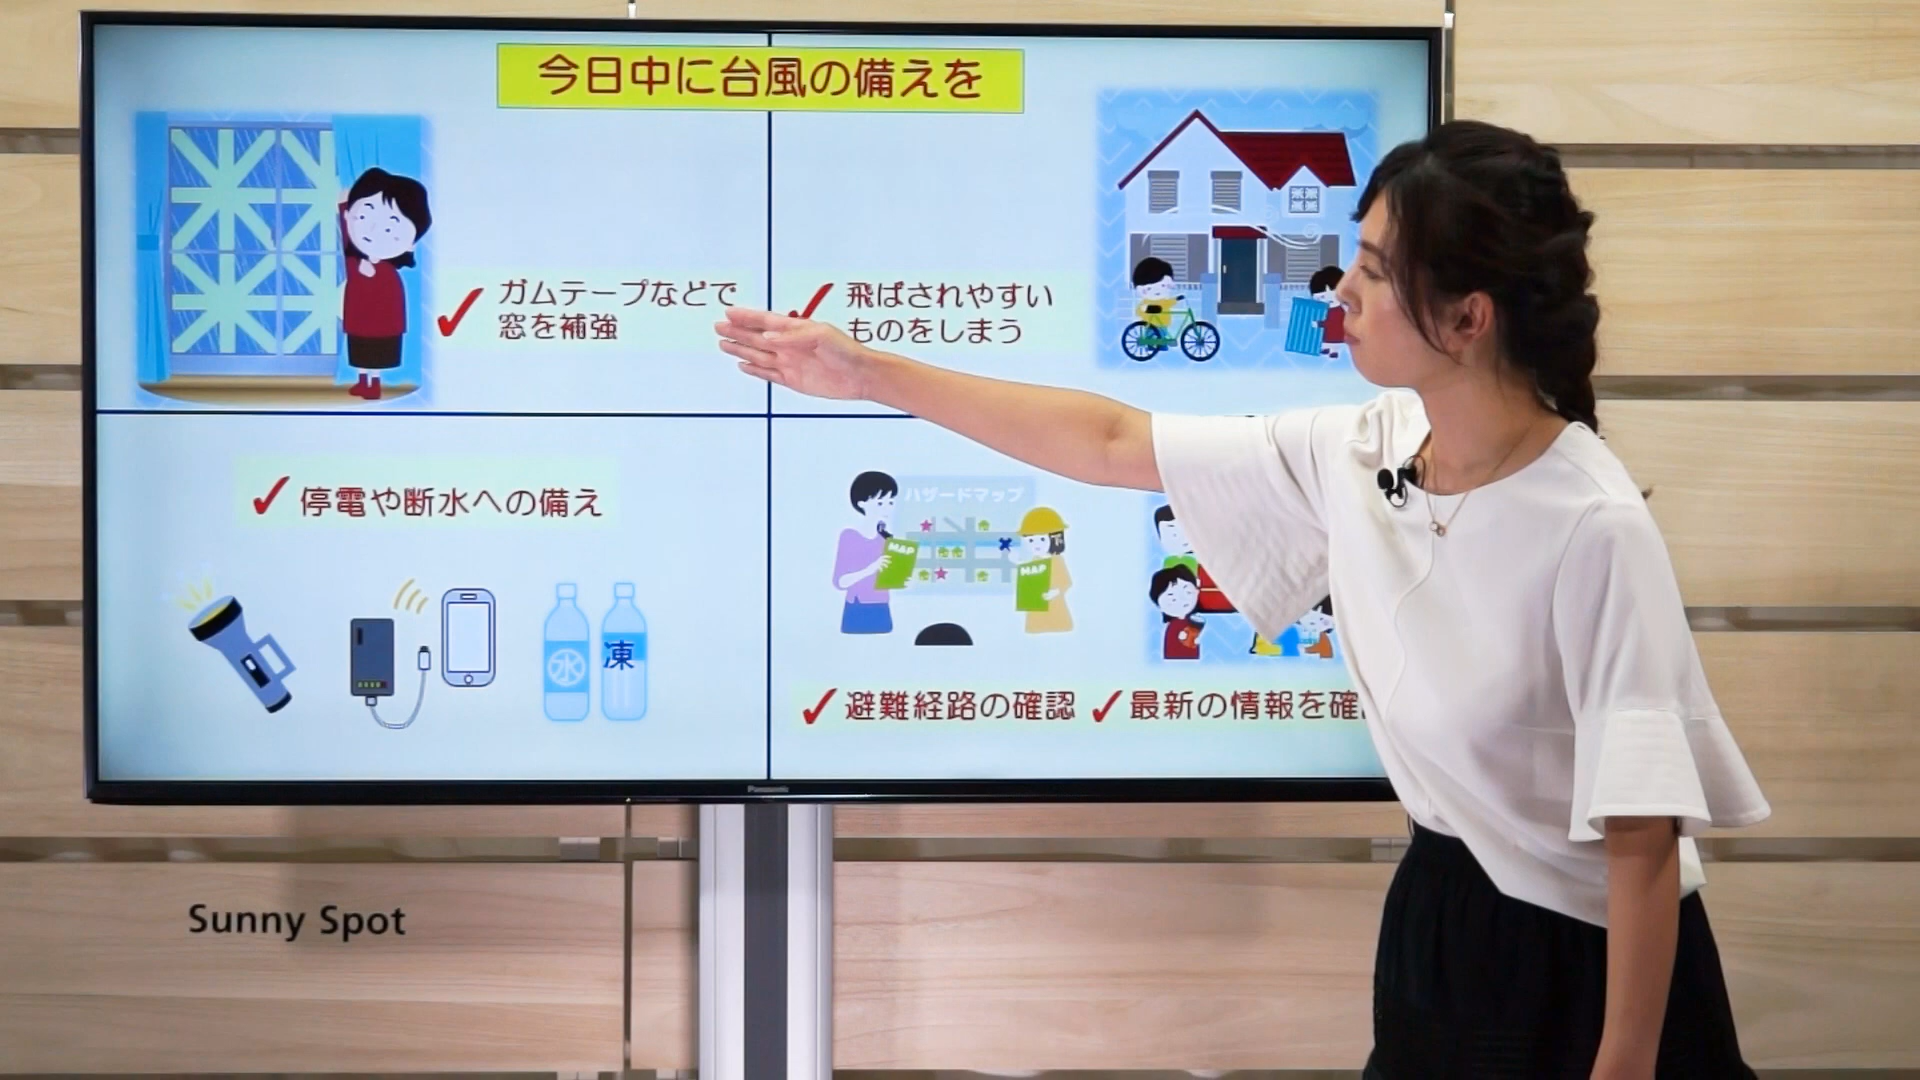 今日中に台風の備えを
ガムテープなどで
窓を補強
飛ばされやすい
ものをしまう
停電や断水への備え
水
凍
ハザードマップ
MAP
MAP
避難経路の確認
最新の情報を確
Panasonic
Sunny Spot